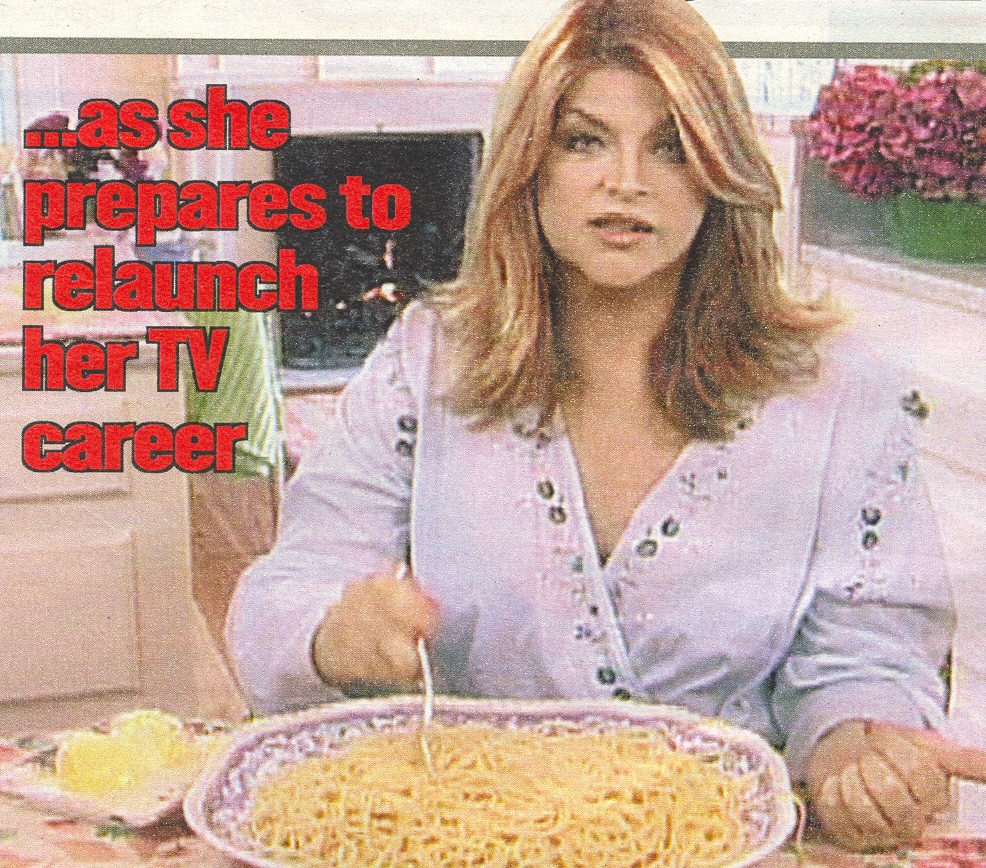 ...as she
prepares to
relaunch
her TV
career